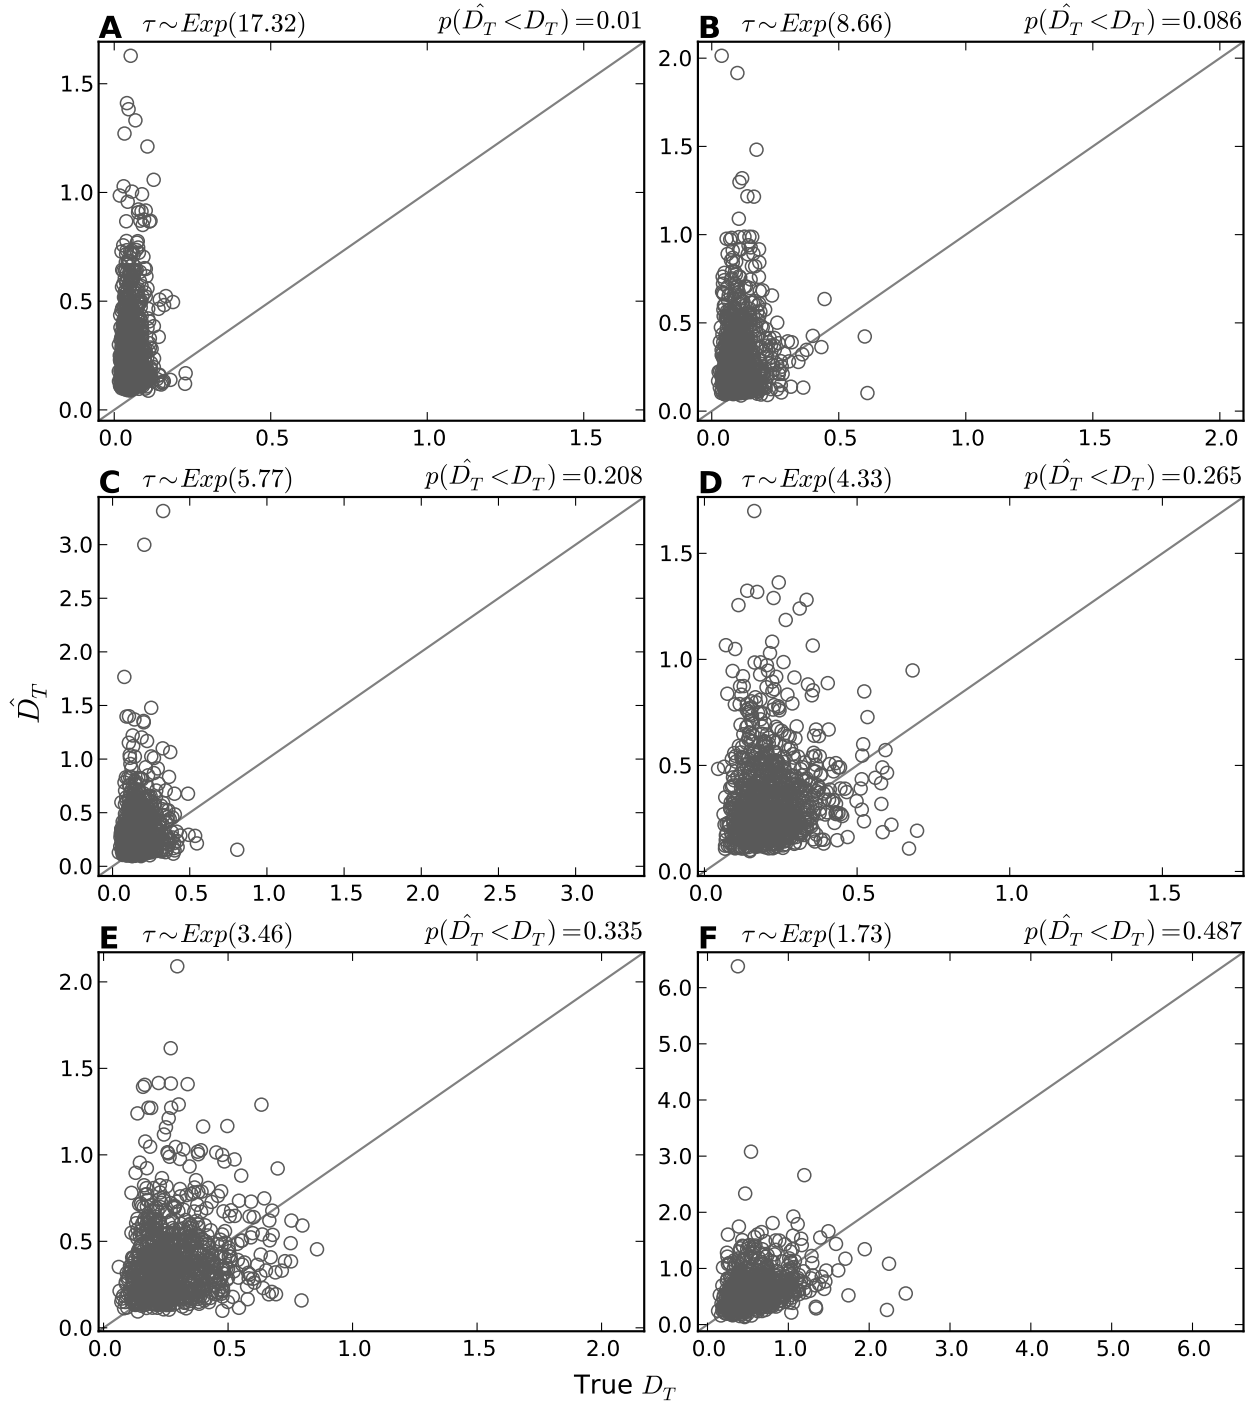 A τ∼Exp(17.32) p(D̂_T <D_T)=0.01
B τ∼Exp(8.66) p(D̂_T <D_T)=0.086
1.5
1.0
0.5
0.0
0.0 0.5 1.0 1.5
2.0
1.5
1.0
0.5
0.0
0.0 0.5 1.0 1.5 2.0
C τ∼Exp(5.77) p(D̂_T <D_T)=0.208
D τ∼Exp(4.33) p(D̂_T <D_T)=0.265
3.0
2.5
2.0
1.5
1.0
0.5
0.0
0.0 0.5 1.0 1.5 2.0 2.5 3.0
1.5
1.0
0.5
0.0
0.0 0.5 1.0 1.5
D̂_T
E τ∼Exp(3.46) p(D̂_T <D_T)=0.335
F τ∼Exp(1.73) p(D̂_T <D_T)=0.487
2.0
1.5
1.0
0.5
0.0
0.0 0.5 1.0 1.5 2.0
6.0
5.0
4.0
3.0
2.0
1.0
0.0
0.0 1.0 2.0 3.0 4.0 5.0 6.0
True D_T